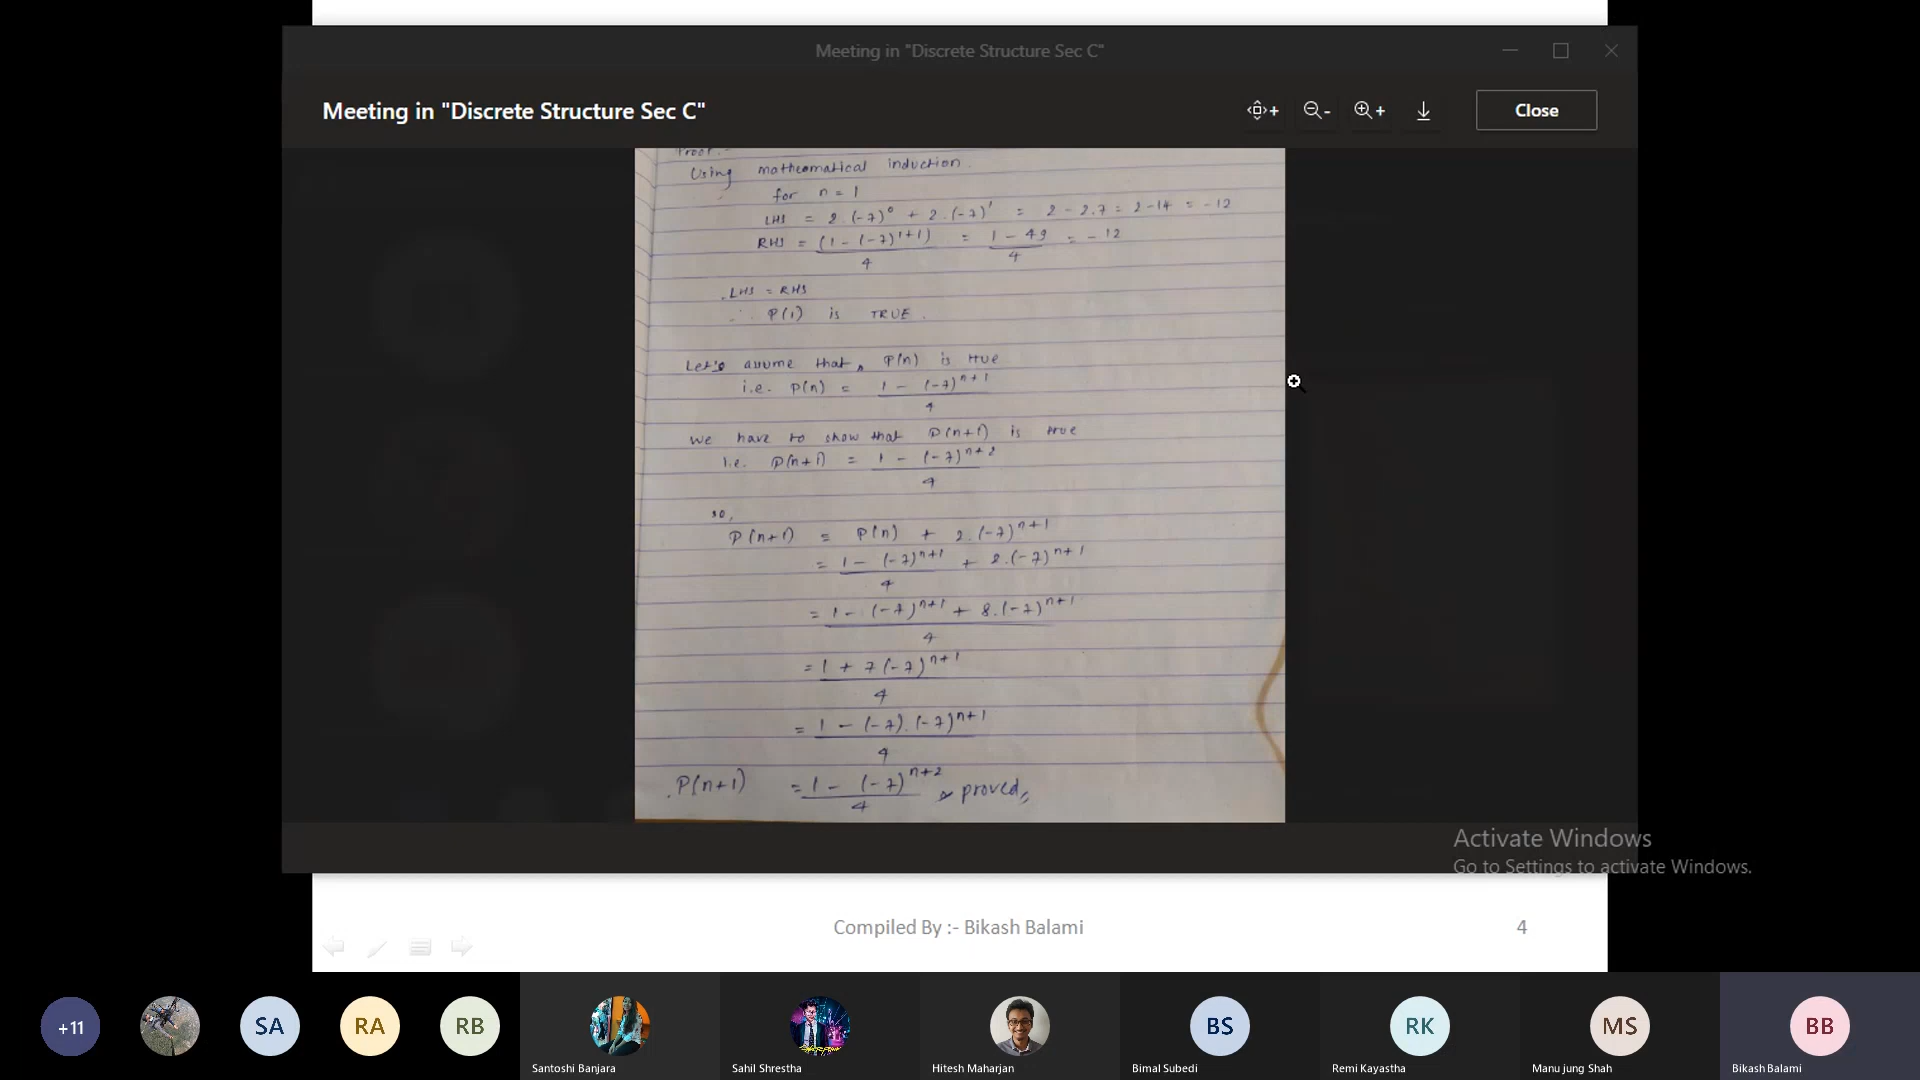 Meeting in "Discrete Structure Sec C"
Meeting in "Discrete Structure Sec C"
Close
Proof :-
Using mathematical induction.
for n = 1
LHS = 2.(-7)⁰ + 2.(-7)¹ = 2 - 2.7 = 2-14 = -12
RHS = (1 - (-7)¹⁺¹)/4 = (1 - 49)/4 = -12
LHS = RHS
∴ P(1) is TRUE.
Let's assume that, P(n) is true
i.e. P(n) = (1 - (-7)ⁿ⁺¹)/4
We have to show that P(n+1) is true
i.e. P(n+1) = (1 - (-7)ⁿ⁺²)/4
so,
P(n+1) = P(n) + 2.(-7)ⁿ⁺¹
= (1 - (-7)ⁿ⁺¹)/4 + 2.(-7)ⁿ⁺¹
= (1 - (-7)ⁿ⁺¹ + 8.(-7)ⁿ⁺¹)/4
= (1 + 7(-7)ⁿ⁺¹)/4
= (1 - (-7).(-7)ⁿ⁺¹)/4
P(n+1) = (1 - (-7)ⁿ⁺²)/4 proved
Activate Windows
Go to Settings to activate Windows.
Compiled By :- Bikash Balami
4
+11
SA
RA
RB
BS
RK
MS
BB
Santoshi Banjara
Sahil Shrestha
Hitesh Maharjan
Bimal Subedi
Remi Kayastha
Manu jung Shah
Bikash Balami